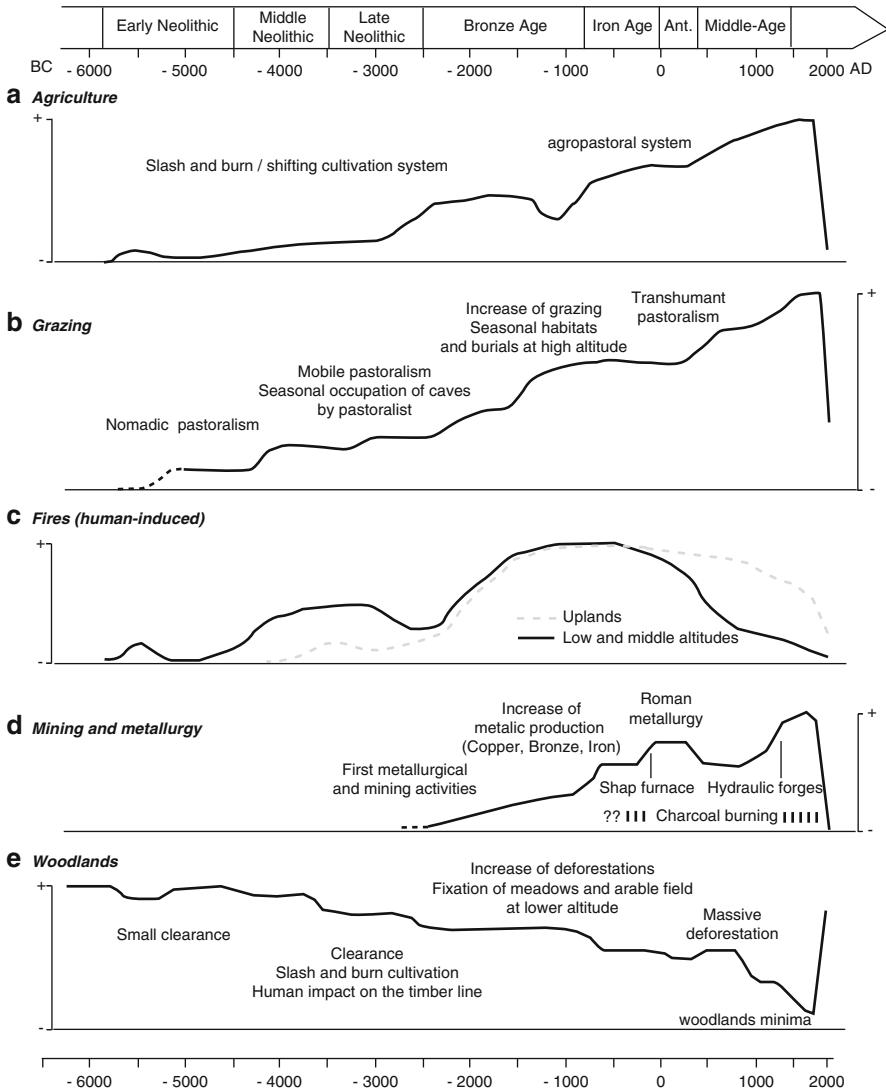 Early Neolithic
Middle
Neolithic
Late
Neolithic
Bronze Age
Iron Age
Ant.
Middle-Age
BC
- 6000
- 5000
- 4000
- 3000
- 2000
- 1000
0
1000
2000
AD
a Agriculture
+
-
Slash and burn / shifting cultivation system
agropastoral system
b Grazing
+
-
Nomadic pastoralism
Mobile pastoralism
Seasonal occupation of caves
by pastoralist
Increase of grazing
Seasonal habitats
and burials at high altitude
Transhumant
pastoralism
c Fires (human-induced)
+
-
Uplands
Low and middle altitudes
d Mining and metallurgy
+
-
First metallurgical
and mining activities
Increase of
metalic production
(Copper, Bronze, Iron)
Roman
metallurgy
Shap furnace
Hydraulic forges
??
Charcoal burning
e Woodlands
+
-
Small clearance
Clearance
Slash and burn cultivation
Human impact on the timber line
Increase of deforestations
Fixation of meadows and arable field
at lower altitude
Massive
deforestation
woodlands minima
- 6000
- 5000
- 4000
- 3000
- 2000
- 1000
0
1000
2000